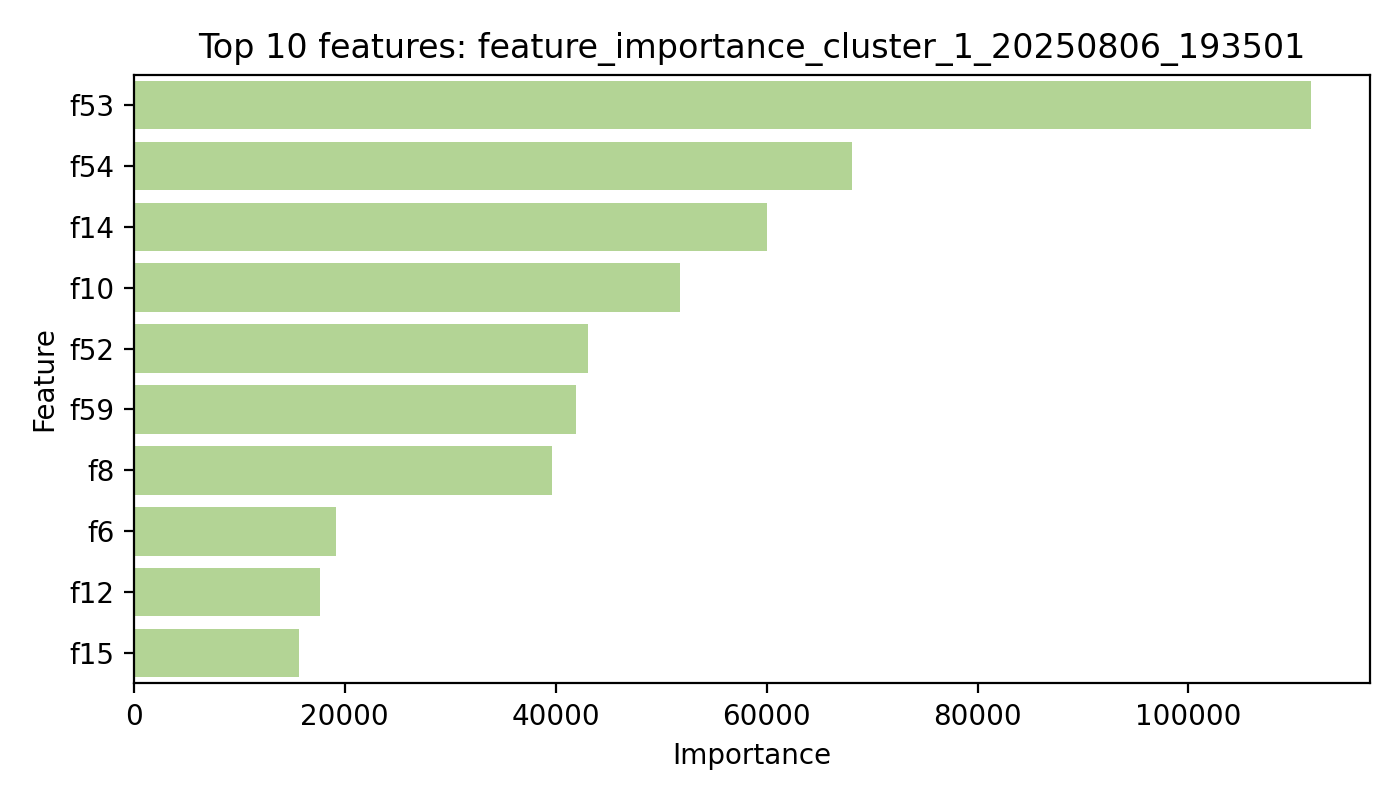 Top 10 features: feature_importance_cluster_1_20250806_193501
f53
f54
f14
f10
f52
f59
f8
f6
f12
f15
Feature
0 20000 40000 60000 80000 100000
Importance